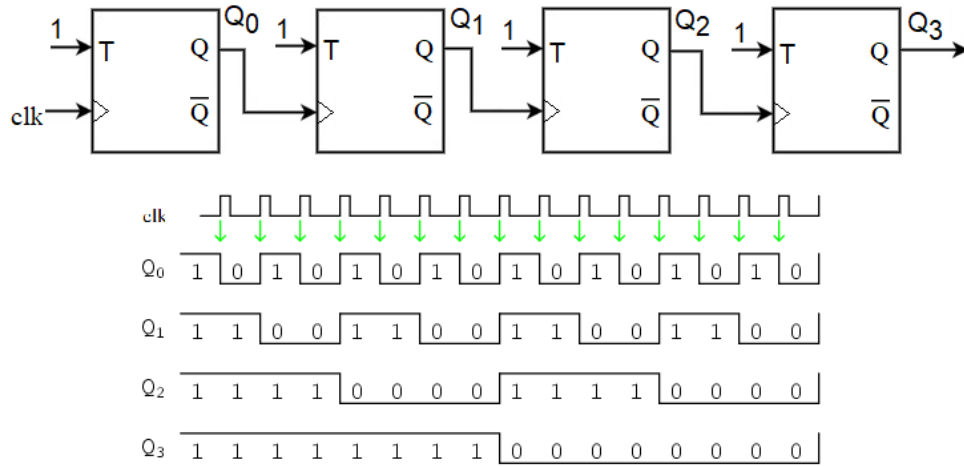 1 Q0 1 Q1 1 Q2 1 Q3
T Q T Q T Q T Q
clk Q̅ Q̅ Q̅ Q̅
clk
Q0 1 0 1 0 1 0 1 0 1 0 1 0 1 0 1 0
Q1 1 1 0 0 1 1 0 0 1 1 0 0 1 1 0 0
Q2 1 1 1 1 0 0 0 0 1 1 1 1 0 0 0 0
Q3 1 1 1 1 1 1 1 1 0 0 0 0 0 0 0 0